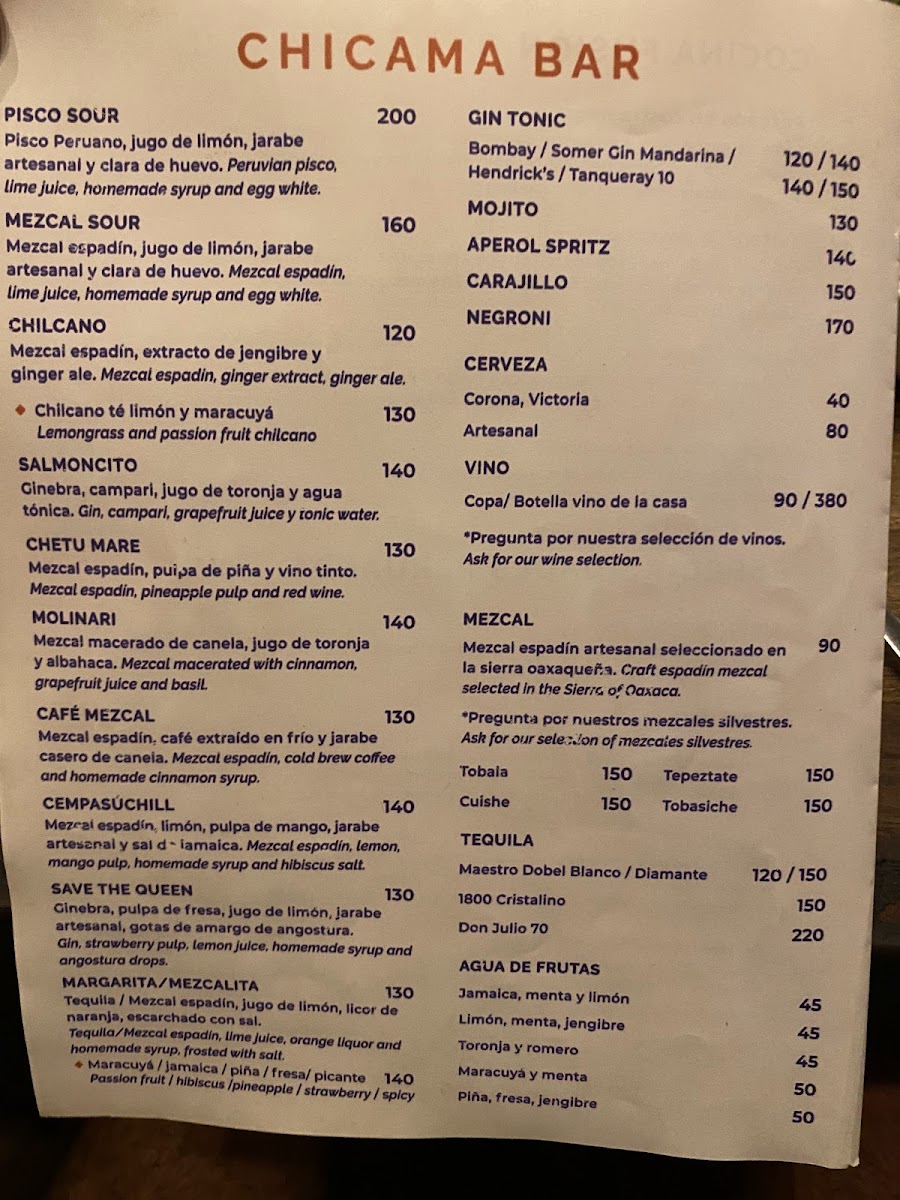 CHICAMA BAR
PISCO SOUR 200
Pisco Peruano, jugo de limón, jarabe
artesanal y clara de huevo. Peruvian pisco,
lime juice, homemade syrup and egg white.
MEZCAL SOUR 160
Mezcal espadín, jugo de limón, jarabe
artesanal y clara de huevo. Mezcal espadín,
lime juice, homemade syrup and egg white.
CHILCANO 120
Mezcal espadín, extracto de jengibre y
ginger ale. Mezcal espadín, ginger extract, ginger ale.
Chilcano té limón y maracuyá 130
Lemongrass and passion fruit chilcano
SALMONCITO 140
Ginebra, campari, jugo de toronja y agua
tónica. Gin, campari, grapefruit juice y tonic water.
CHETU MARE 130
Mezcal espadín, pulpa de piña y vino tinto.
Mezcal espadín, pineapple pulp and red wine.
MOLINARI 140
Mezcal macerado de canela, jugo de toronja
y albahaca. Mezcal macerated with cinnamon,
grapefruit juice and basil.
CAFÉ MEZCAL 130
Mezcal espadín, café extraído en frío y jarabe
casero de canela. Mezcal espadín, cold brew coffee
and homemade cinnamon syrup.
CEMPASÚCHILL 140
Mezcal espadín, limón, pulpa de mango, jarabe
artesanal y sal de jamaica. Mezcal espadín, lemon,
mango pulp, homemade syrup and hibiscus salt.
SAVE THE QUEEN 130
Ginebra, pulpa de fresa, jugo de limón, jarabe
artesanal, gotas de amargo de angostura.
Gin, strawberry pulp, lemon juice, homemade syrup and
angostura drops.
MARGARITA/MEZCALITA 130
Tequila / Mezcal espadín, jugo de limón, licor de
naranja, escarchado con sal.
Tequila/Mezcal espadín, lime juice, orange liquor and
homemade syrup, frosted with salt.
Maracuyá / jamaica / piña / fresa/ picante 140
Passion fruit / hibiscus /pineapple / strawberry / spicy
GIN TONIC
Bombay / Somer Gin Mandarina / 120 / 140
Hendrick's / Tanqueray 10 140 / 150
MOJITO 130
APEROL SPRITZ 140
CARAJILLO 150
NEGRONI 170
CERVEZA
Corona, Victoria 40
Artesanal 80
VINO
Copa/ Botella vino de la casa 90 / 380
*Pregunta por nuestra selección de vinos.
Ask for our wine selection.
MEZCAL
Mezcal espadín artesanal seleccionado en 90
la sierra oaxaqueña. Craft espadín mezcal
selected in the Sierra of Oaxaca.
*Pregunta por nuestros mezcales silvestres.
Ask for our selection of mezcales silvestres.
Tobala 150 Tepeztate 150
Cuishe 150 Tobasiche 150
TEQUILA
Maestro Dobel Blanco / Diamante 120 / 150
1800 Cristalino 150
Don Julio 70 220
AGUA DE FRUTAS
Jamaica, menta y limón 45
Limón, menta, jengibre 45
Toronja y romero 45
Maracuyá y menta 50
Piña, fresa, jengibre 50